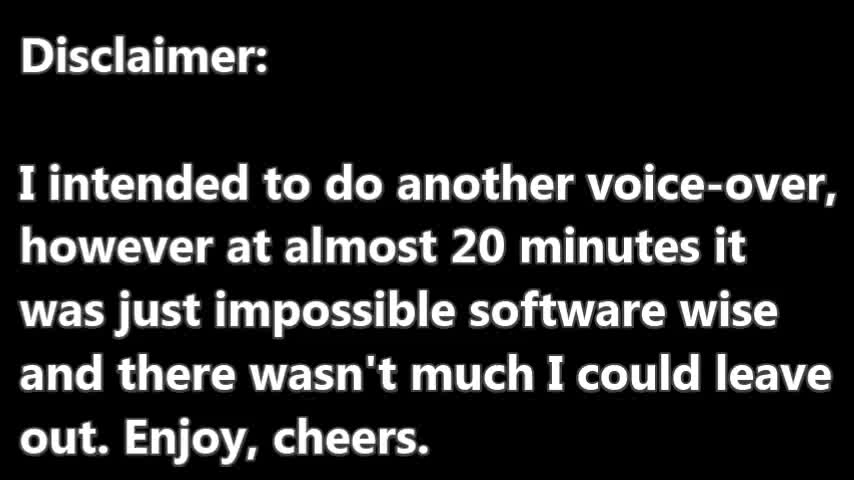 Disclaimer:
I intended to do another voice-over,
however at almost 20 minutes it
was just impossible software wise
and there wasn't much I could leave
out. Enjoy, cheers.